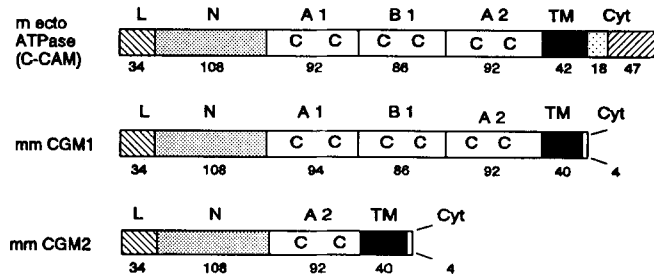 L N A 1 B 1 A 2 TM Cyt
rn ecto
ATPase
(C-CAM)
C C C C C C
34 108 92 86 92 42 18 47
L N A 1 B 1 A 2 TM Cyt
mm CGM1
C C C C C C
34 108 94 86 92 40 4
L N A 2 TM Cyt
mm CGM2
C C
34 108 92 40 4